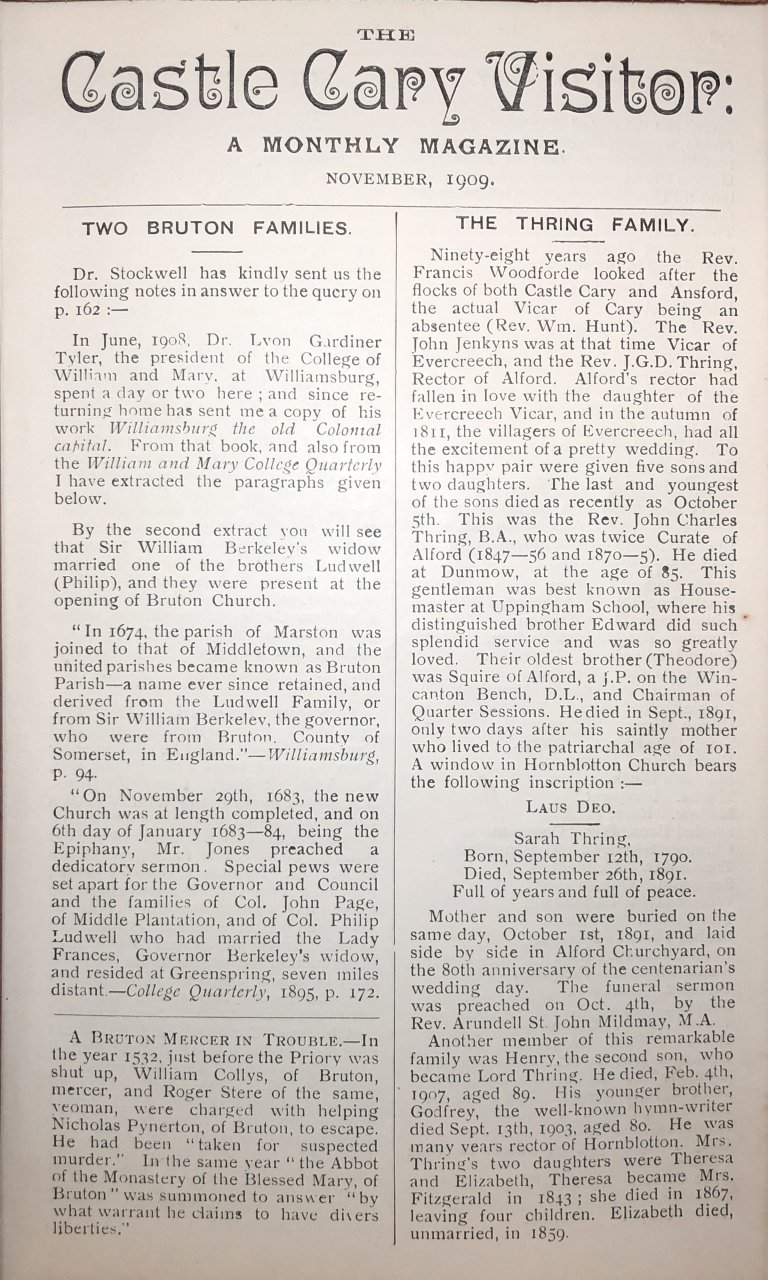 THE
Castle Cary Visitor:
A MONTHLY MAGAZINE.
NOVEMBER, 1909.
TWO BRUTON FAMILIES.
Dr. Stockwell has kindly sent us the
following notes in answer to the query on
p. 162 :—
In June, 1908, Dr. Lyon Gardiner
Tyler, the president of the College of
William and Mary, at Williamsburg,
spent a day or two here ; and since re-
turning home has sent me a copy of his
work Williamsburg the old Colonial
capital. From that book, and also from
the William and Mary College Quarterly
I have extracted the paragraphs given
below.
By the second extract you will see
that Sir William Berkeley's widow
married one of the brothers Ludwell
(Philip), and they were present at the
opening of Bruton Church.
“ In 1674, the parish of Marston was
joined to that of Middletown, and the
united parishes became known as Bruton
Parish—a name ever since retained, and
derived from the Ludwell Family, or
from Sir William Berkeley, the governor,
who were from Bruton, County of
Somerset, in England.”—Williamsburg,
p. 94.
“On November 29th, 1683, the new
Church was at length completed, and on
6th day of January 1683—84, being the
Epiphany, Mr. Jones preached a
dedicatory sermon. Special pews were
set apart for the Governor and Council
and the families of Col. John Page,
of Middle Plantation, and of Col. Philip
Ludwell who had married the Lady
Frances, Governor Berkeley's widow,
and resided at Greenspring, seven miles
distant.—College Quarterly, 1895, p. 172.
A BRUTON MERCER IN TROUBLE.—In
the year 1532, just before the Priory was
shut up, William Collys, of Bruton,
mercer, and Roger Stere of the same,
yeoman, were charged with helping
Nicholas Pynerton, of Bruton, to escape.
He had been “taken for suspected
murder.” In the same year “ the Abbot
of the Monastery of the Blessed Mary, of
Bruton ” was summoned to answer “by
what warrant he claims to have divers
liberties.”
THE THRING FAMILY.
Ninety-eight years ago the Rev.
Francis Woodforde looked after the
flocks of both Castle Cary and Ansford,
the actual Vicar of Cary being an
absentee (Rev. Wm. Hunt). The Rev.
John Jenkyns was at that time Vicar of
Evercreech, and the Rev. J.G.D. Thring,
Rector of Alford. Alford's rector had
fallen in love with the daughter of the
Evercreech Vicar, and in the autumn of
1811, the villagers of Evercreech, had all
the excitement of a pretty wedding. To
this happy pair were given five sons and
two daughters. The last and youngest
of the sons died as recently as October
5th. This was the Rev. John Charles
Thring, B.A., who was twice Curate of
Alford (1847—56 and 1870—5). He died
at Dunmow, at the age of 85. This
gentleman was best known as House-
master at Uppingham School, where his
distinguished brother Edward did such
splendid service and was so greatly
loved. Their oldest brother (Theodore)
was Squire of Alford, a J.P. on the Win-
canton Bench, D.L., and Chairman of
Quarter Sessions. He died in Sept., 1891,
only two days after his saintly mother
who lived to the patriarchal age of 101.
A window in Hornblotton Church bears
the following inscription :—
LAUS DEO.
Sarah Thring,
Born, September 12th, 1790.
Died, September 26th, 1891.
Full of years and full of peace.
Mother and son were buried on the
same day, October 1st, 1891, and laid
side by side in Alford Churchyard, on
the 80th anniversary of the centenarian's
wedding day. The funeral sermon
was preached on Oct. 4th, by the
Rev. Arundell St. John Mildmay, M.A.
Another member of this remarkable
family was Henry, the second son, who
became Lord Thring. He died, Feb. 4th,
1907, aged 89. His younger brother,
Godfrey, the well-known hymn-writer
died Sept. 13th, 1903, aged 80. He was
many years rector of Hornblotton. Mrs.
Thring's two daughters were Theresa
and Elizabeth, Theresa became Mrs.
Fitzgerald in 1843 ; she died in 1867,
leaving four children. Elizabeth died,
unmarried, in 1859.